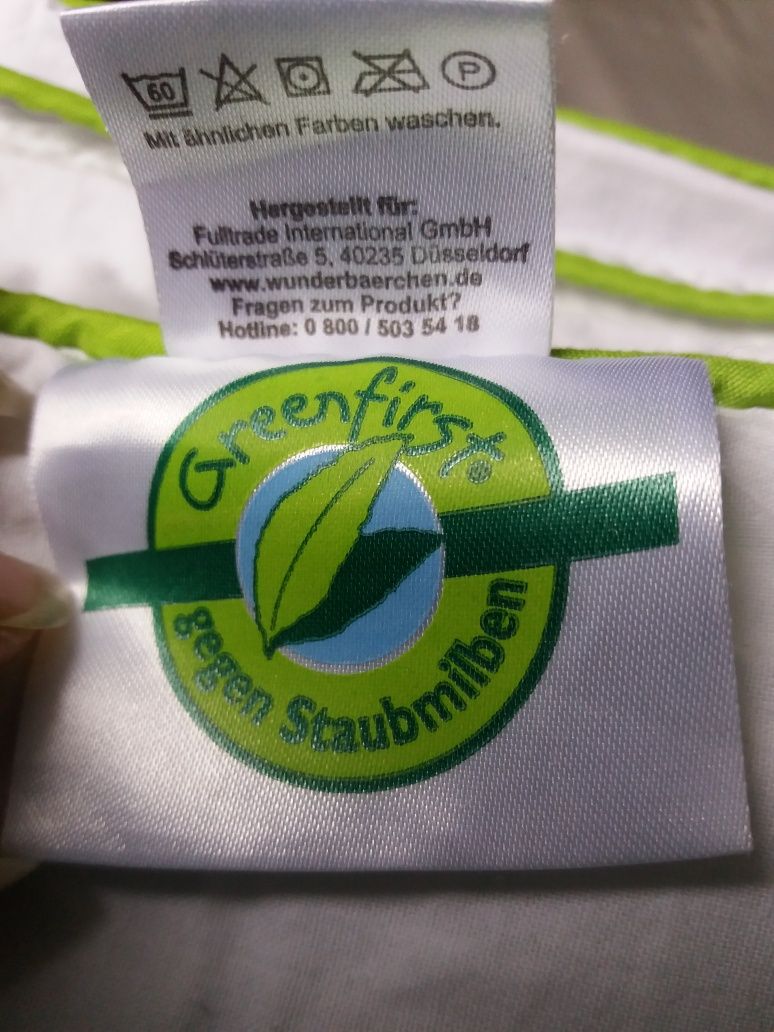 60
P
Mit ähnlichen Farben waschen.
Hergestellt für:
Fulltrade International GmbH
Schlüterstraße 5, 40235 Düsseldorf
www.wunderbaerchen.de
Fragen zum Produkt?
Hotline: 0 800 / 503 54 18
Greenfirst®
gegen Staubmilben